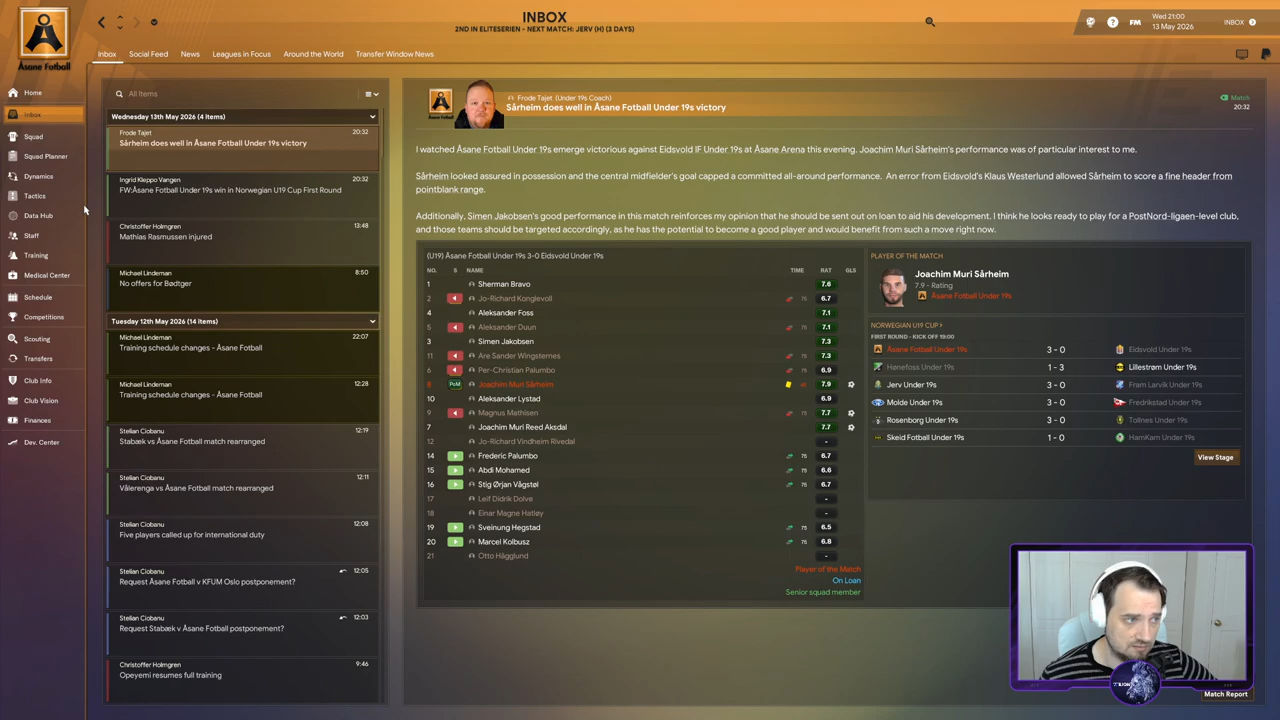 INBOX
2ND IN ELITESERIEN - NEXT MATCH: JERV (H) (3 DAYS)
FM
Wed 21:00
13 May 2026
INBOX
Åsane Fotball
Inbox
Social Feed
News
Leagues in Focus
Around the World
Transfer Window News
Home
Inbox
Squad
Squad Planner
Dynamics
Tactics
Data Hub
Staff
Training
Medical Center
Schedule
Competitions
Scouting
Transfers
Club Info
Club Vision
Finances
Dev. Center
All Items
Wednesday 13th May 2026 (4 items)
Frode Tajet 20:32
Sårheim does well in Åsane Fotball Under 19s victory
Ingrid Kleppo Vangen 20:32
FW:Åsane Fotball Under 19s win in Norwegian U19 Cup First Round
Christoffer Holmgren 13:48
Mathias Rasmussen injured
Michael Lindeman 8:50
No offers for Bødtger
Tuesday 12th May 2026 (14 items)
Michael Lindeman 22:07
Training schedule changes - Åsane Fotball
Michael Lindeman 12:28
Training schedule changes - Åsane Fotball
Stelian Ciobanu 12:19
Stabæk vs Åsane Fotball match rearranged
Stelian Ciobanu 12:11
Vålerenga vs Åsane Fotball match rearranged
Stelian Ciobanu 12:08
Five players called up for international duty
Stelian Ciobanu 12:05
Request Åsane Fotball v KFUM Oslo postponement?
Stelian Ciobanu 12:03
Request Stabæk v Åsane Fotball postponement?
Christoffer Holmgren 9:46
Opeyemi resumes full training
Frode Tajet (Under 19s Coach)
Sårheim does well in Åsane Fotball Under 19s victory
Match
20:32
I watched Åsane Fotball Under 19s emerge victorious against Eidsvold IF Under 19s at Åsane Arena this evening. Joachim Muri Sårheim's performance was of particular interest to me.
Sårheim looked assured in possession and the central midfielder's goal capped a committed all-around performance. An error from Eidsvold's Klaus Westerlund allowed Sårheim to score a fine header from
pointblank range.
Additionally, Simen Jakobsen's good performance in this match reinforces my opinion that he should be sent out on loan to aid his development. I think he looks ready to play for a PostNord-ligaen-level club,
and those teams should be targeted accordingly, as he has the potential to become a good player and would benefit from such a move right now.
(U19) Åsane Fotball Under 19s 3-0 Eidsvold Under 19s
NO. S NAME TIME RAT GLS
1 Sherman Bravo 7.6
2 Jo-Richard Konglevoll 75 6.7
4 Aleksander Foss 7.1
5 Aleksander Duun 75 7.1
3 Simen Jakobsen 7.3
11 Are Sander Wingsternes 75 7.3
6 Per-Christian Palumbo 75 6.9
8 PoM Joachim Muri Sårheim 7.9
10 Aleksander Lystad 6.9
9 Magnus Mathisen 75 7.7
7 Joachim Muri Reed Aksdal 7.7
12 Jo-Richard Vindheim Rivedal -
14 Frederic Palumbo 75 6.7
15 Abdi Mohamed 75 6.6
16 Stig Ørjan Vågstøl 75 6.7
17 Leif Didrik Dolve -
18 Einar Magne Hatløy -
19 Sveinung Hegstad 75 6.5
20 Marcel Kolbusz 75 6.8
21 Otto Hägglund -
Player of the Match
On Loan
Senior squad member
PLAYER OF THE MATCH
Joachim Muri Sårheim
7.9 - Rating
Åsane Fotball Under 19s
NORWEGIAN U19 CUP >
FIRST ROUND - KICK OFF 19:00
Åsane Fotball Under 19s 3 - 0 Eidsvold Under 19s
Hønefoss Under 19s 1 - 3 Lillestrøm Under 19s
Jerv Under 19s 3 - 0 Fram Larvik Under 19s
Molde Under 19s 3 - 0 Fredrikstad Under 19s
Rosenborg Under 19s 3 - 0 Tollnes Under 19s
Skeid Fotball Under 19s 1 - 0 HamKam Under 19s
View Stage
Match Report